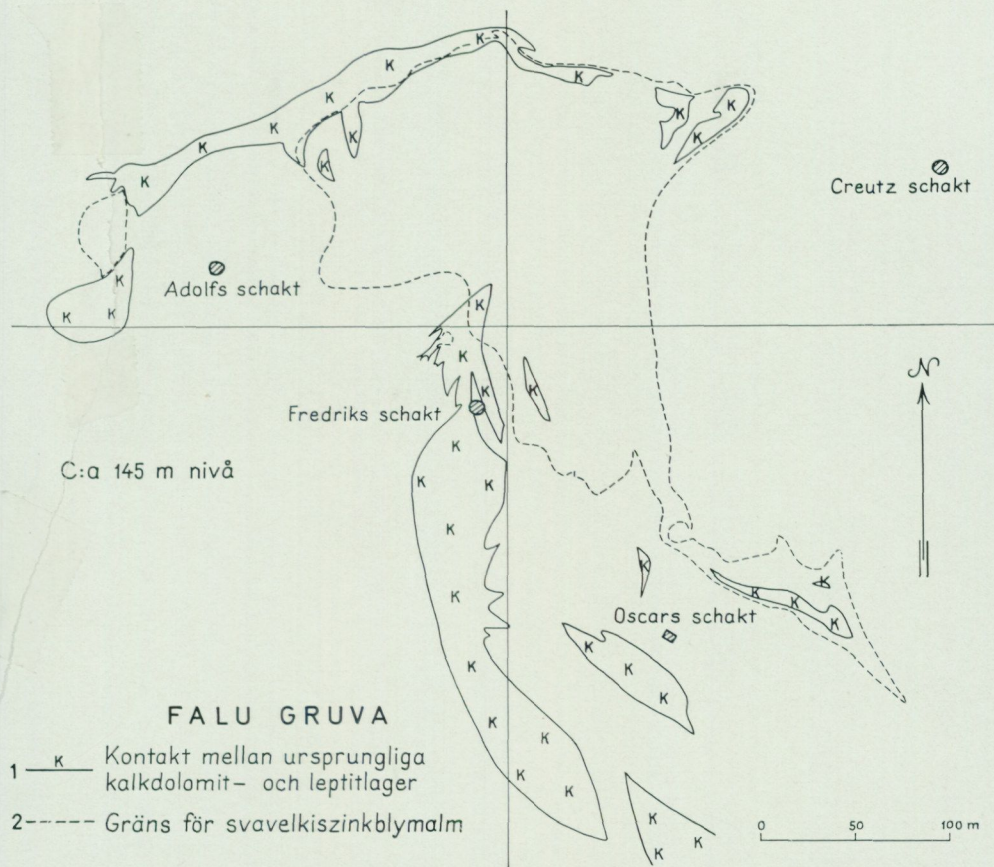 K K K K K K K K K K K K K K K K
Creutz schakt
Adolfs schakt
K K K
K K K K
N
Fredriks schakt
C:a 145 m nivå
K K K K K K
K K K K K
Oscars schakt
K K K K K K K K
FALU GRUVA
1 K Kontakt mellan ursprungliga
kalkdolomit- och leptitlager
2 Gräns för svavelkiszinkblymalm
K K K
0 50 100 m